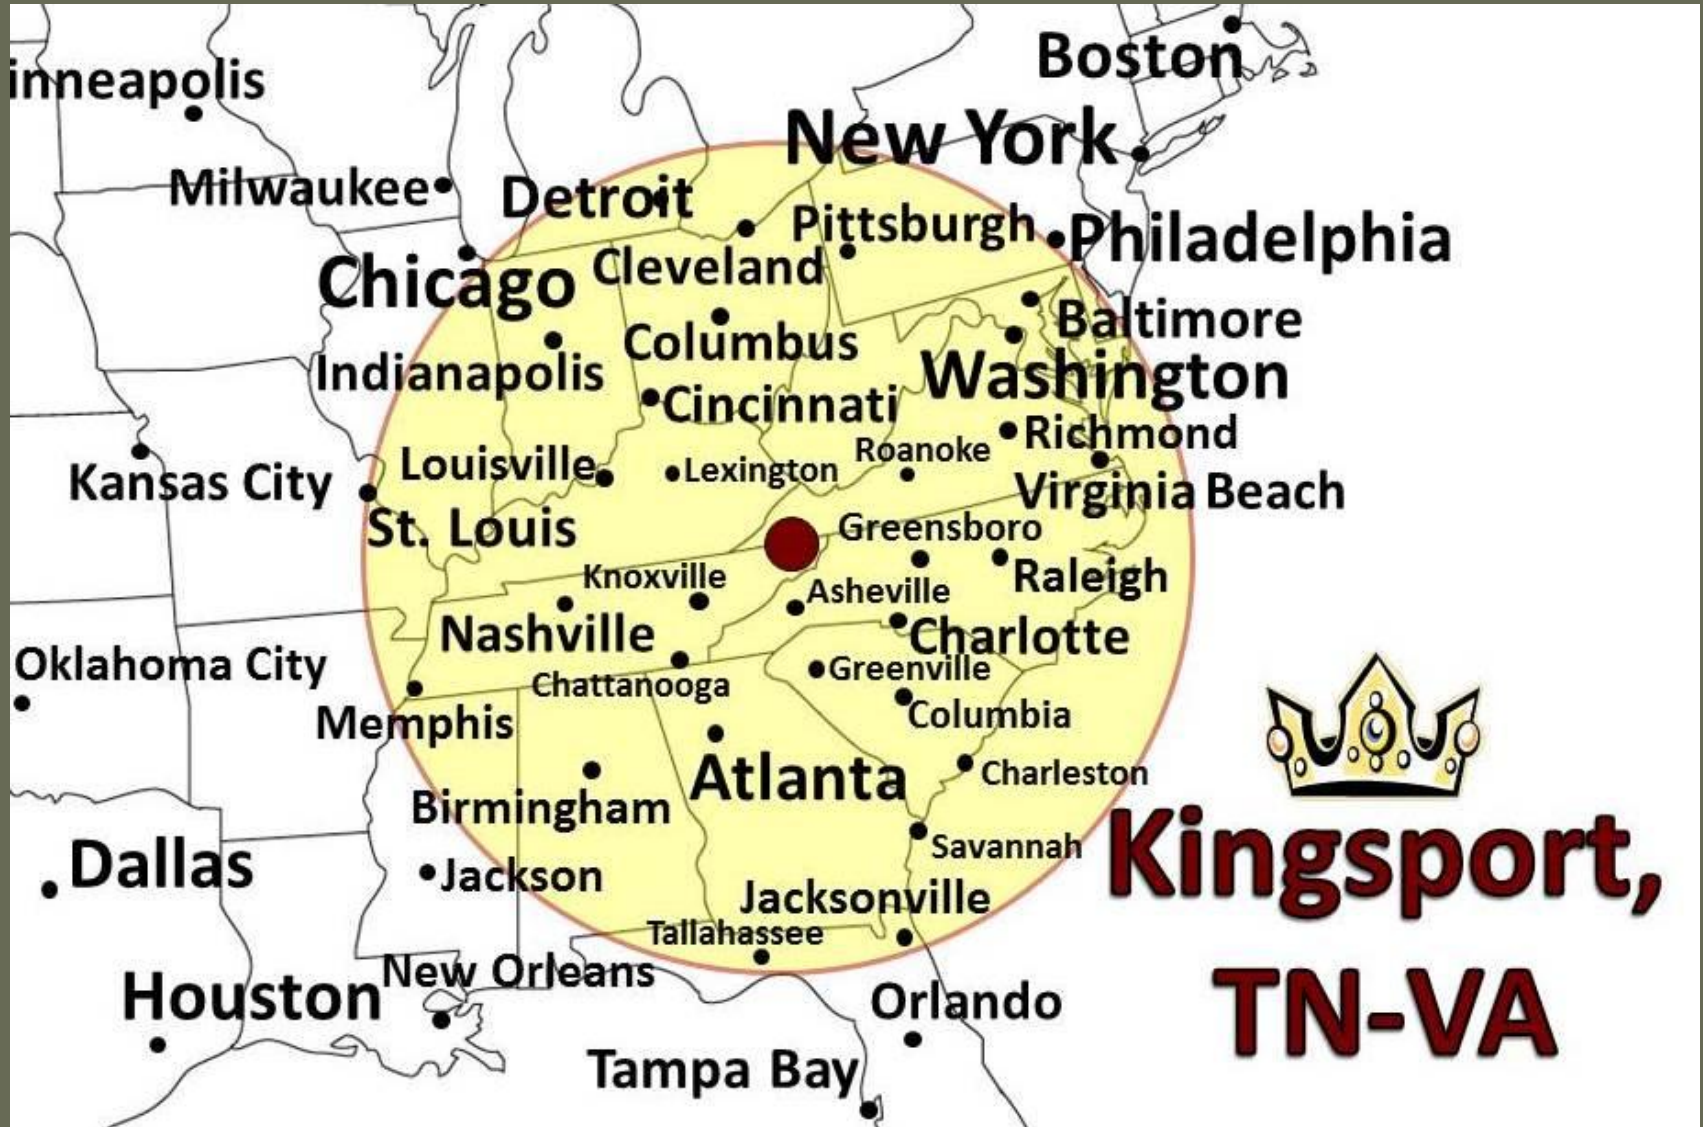 Boston
inneapolis
New York
Milwaukee
Detroit
Pittsburgh
Philadelphia
Chicago
Cleveland
Baltimore
Columbus
Indianapolis
Washington
Cincinnati
Richmond
Roanoke
Louisville
Lexington
Kansas City
Virginia Beach
St. Louis
Greensboro
Knoxville
Raleigh
Asheville
Nashville
Charlotte
Oklahoma City
Greenville
Chattanooga
Columbia
Memphis
Atlanta
Charleston
Birmingham
Savannah
Kingsport,
Dallas
Jackson
Jacksonville
Tallahassee
New Orleans
Houston
Orlando
TN-VA
Tampa Bay